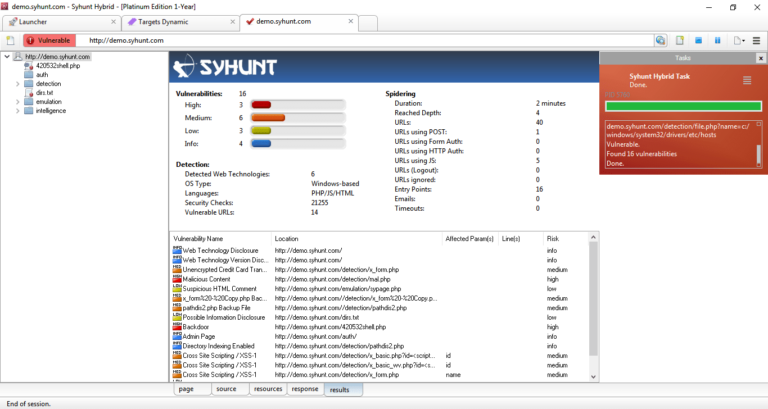 demo.syhunt.com - Syhunt Hybrid - [Platinum Edition 1-Year]
Launcher
Targets Dynamic
demo.syhunt.com
Vulnerable
http://demo.syhunt.com
http://demo.syhunt.com
420532shell.php
auth
detection
dirs.txt
emulation
intelligence
SYHUNT
Vulnerabilities: 16
High: 3
Medium: 6
Low: 3
Info: 4
Detection:
Detected Web Technologies: 6
OS Type: Windows-based
Languages: PHP/JS/HTML
Security Checks: 21255
Vulnerable URLs: 14
Spidering
Duration: 2 minutes
Reached Depth: 4
URLs: 40
URLs using POST: 1
URLs using Form Auth: 0
URLs using HTTP Auth: 0
URLs using JS: 5
URLs (Logout): 0
URLs ignored: 0
Entry Points: 16
Emails: 0
Timeouts: 0
Tasks
Syhunt Hybrid Task
Done.
demo.syhunt.com/detection/file.php?name=c:/
windows/system32/drivers/etc/hosts
Vulnerable.
Found 16 vulnerabilities
Done.
Vulnerability Name Location Affected Param(s) Line(s) Risk
INFO Web Technology Disclosure http://demo.syhunt.com/ info
INFO Web Technology Version Disc... http://demo.syhunt.com/ info
MED Unencrypted Credit Card Tran... http://demo.syhunt.com/detection/x_form.php medium
HIGH Malicious Content http://demo.syhunt.com/detection/mal.php high
LOW Suspicious HTML Comment http://demo.syhunt.com/emulation/sypage.php low
MED x_form%20-%20Copy.php Bac... http://demo.syhunt.com//detection/x_form%20-%20Copy.p... medium
MED pathdis2.php Backup File http://demo.syhunt.com//detection/pathdis2.php medium
LOW Possible Information Disclosure http://demo.syhunt.com/dirs.txt low
HIGH Backdoor http://demo.syhunt.com/420532shell.php high
INFO Admin Page http://demo.syhunt.com/auth/ info
INFO Directory Indexing Enabled http://demo.syhunt.com/detection/pathdis2.php info
MED Cross Site Scripting / XSS-1 http://demo.syhunt.com/detection/x_basic.php?id=<script... id medium
MED Cross Site Scripting / XSS-1 http://demo.syhunt.com/detection/x_basic_wv.php?id=<s... id medium
MED Cross Site Scripting / XSS-1 http://demo.syhunt.com/detection/x_form.php name medium
page source resources response results
End of session.